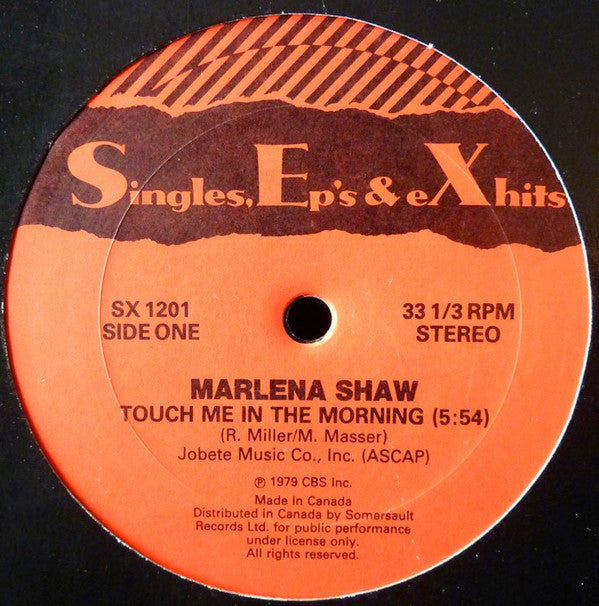 Singles, Ep's & eXhits
SX 1201
SIDE ONE
33 1/3 RPM
STEREO
MARLENA SHAW
TOUCH ME IN THE MORNING (5:54)
(R. Miller/M. Masser)
Jobete Music Co., Inc. (ASCAP)
℗ 1979 CBS Inc.
Made In Canada
Distributed in Canada by Somersault
Records Ltd. for public performance
under license only.
All rights reserved.